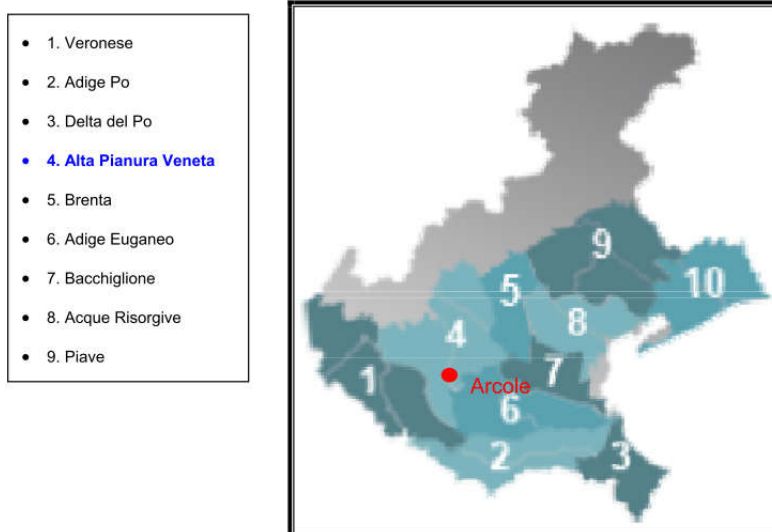 • 1. Veronese
• 2. Adige Po
• 3. Delta del Po
• 4. Alta Pianura Veneta
• 5. Brenta
• 6. Adige Euganeo
• 7. Bacchiglione
• 8. Acque Risorgive
• 9. Piave
9
10
5
8
4
7
1
Arcole
6
2
3